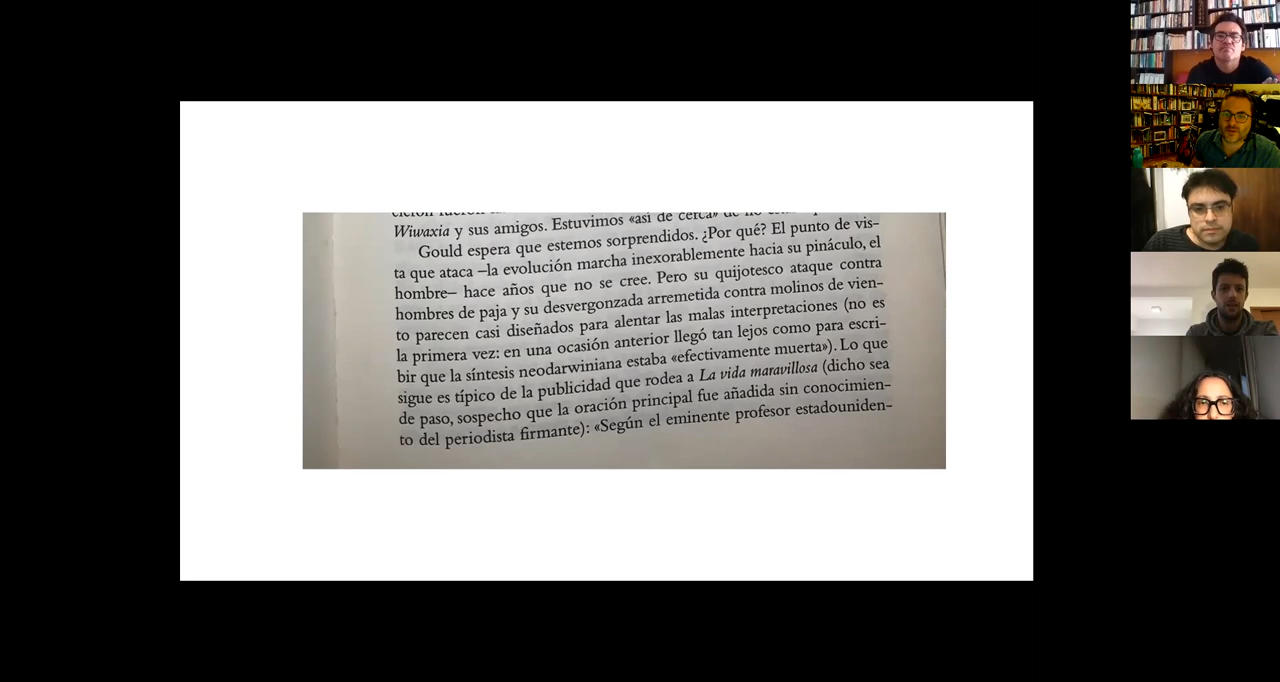 Wiwaxia y sus amigos. Estuvimos «así de cerca» de no
Gould espera que estemos sorprendidos. ¿Por qué? El punto de vis-
ta que ataca –la evolución marcha inexorablemente hacia su pináculo, el
hombre– hace años que no se cree. Pero su quijotesco ataque contra
hombres de paja y su desvergonzada arremetida contra molinos de vien-
to parecen casi diseñados para alentar las malas interpretaciones (no es
la primera vez: en una ocasión anterior llegó tan lejos como para escri-
bir que la síntesis neodarwiniana estaba «efectivamente muerta»). Lo que
sigue es típico de la publicidad que rodea a La vida maravillosa (dicho sea
de paso, sospecho que la oración principal fue añadida sin conocimien-
to del periodista firmante): «Según el eminente profesor estadouniden-